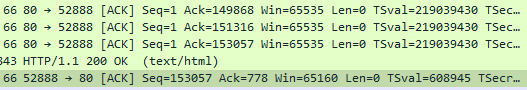 66 80 → 52888 [ACK] Seq=1 Ack=149868 Win=65535 Len=0 TSval=219039430 TSec…
66 80 → 52888 [ACK] Seq=1 Ack=151316 Win=65535 Len=0 TSval=219039430 TSec…
66 80 → 52888 [ACK] Seq=1 Ack=153057 Win=65535 Len=0 TSval=219039430 TSec…
843 HTTP/1.1 200 OK  (text/html)
66 52888 → 80 [ACK] Seq=153057 Ack=778 Win=65160 Len=0 TSval=608945 TSecr…